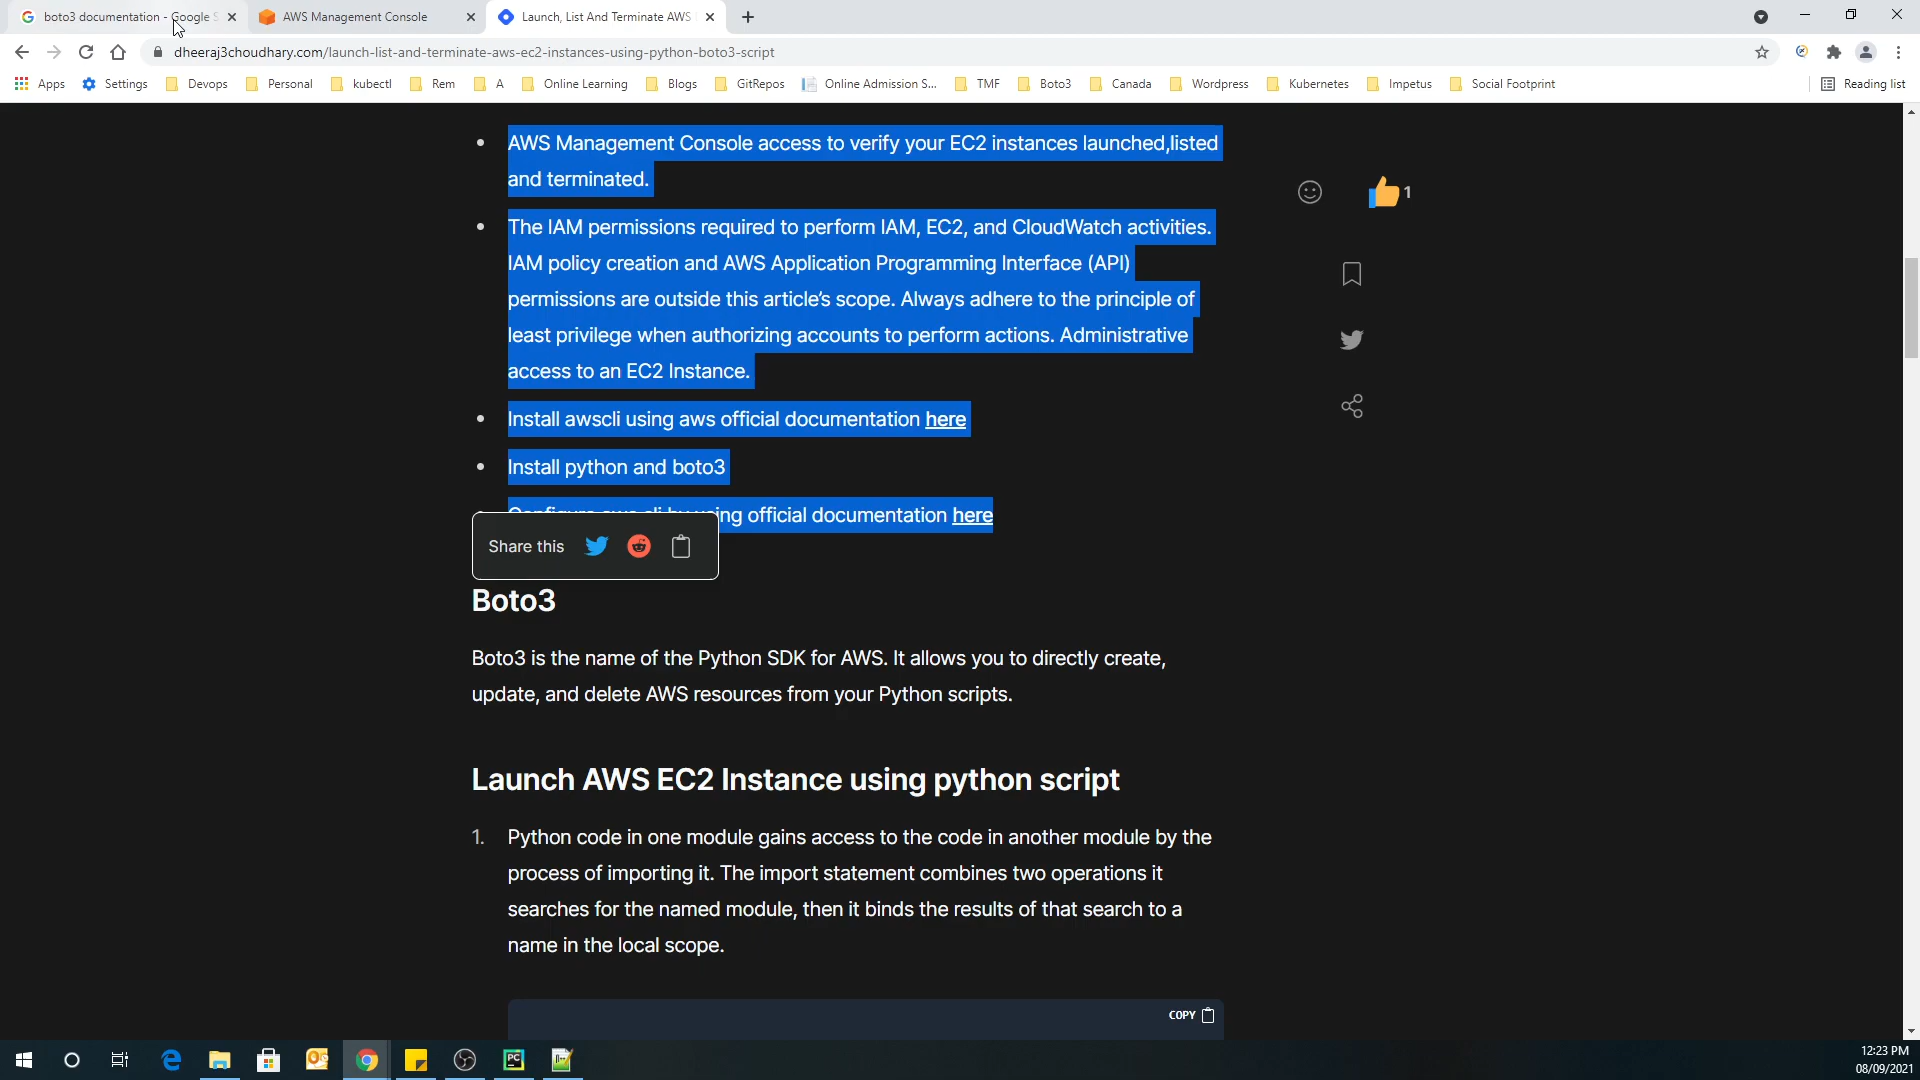 boto3 documentation - Google S
AWS Management Console
Launch, List And Terminate AWS
dheeraj3choudhary.com/launch-list-and-terminate-aws-ec2-instances-using-python-boto3-script
Apps Settings Devops Personal kubectl Rem A Online Learning Blogs GitRepos Online Admission S... TMF Boto3 Canada Wordpress Kubernetes Impetus Social Footprint Reading list
• AWS Management Console access to verify your EC2 instances launched,listed
and terminated.
1
• The IAM permissions required to perform IAM, EC2, and CloudWatch activities.
IAM policy creation and AWS Application Programming Interface (API)
permissions are outside this article’s scope. Always adhere to the principle of
least privilege when authorizing accounts to perform actions. Administrative
access to an EC2 Instance.
• Install awscli using aws official documentation here
• Install python and boto3
official documentation here
Share this
Boto3
Boto3 is the name of the Python SDK for AWS. It allows you to directly create,
update, and delete AWS resources from your Python scripts.
Launch AWS EC2 Instance using python script
1. Python code in one module gains access to the code in another module by the
process of importing it. The import statement combines two operations it
searches for the named module, then it binds the results of that search to a
name in the local scope.
COPY
12:23 PM
08/09/2021